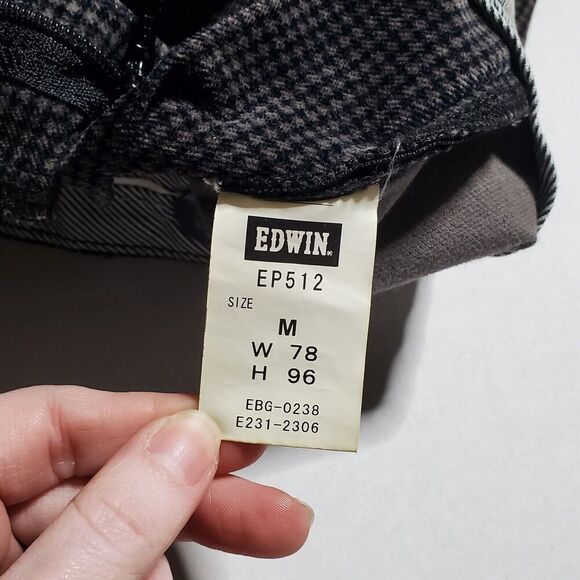 EDWIN®
EP512
SIZE
M
W 78
H 96
EBG-0238
E231-2306